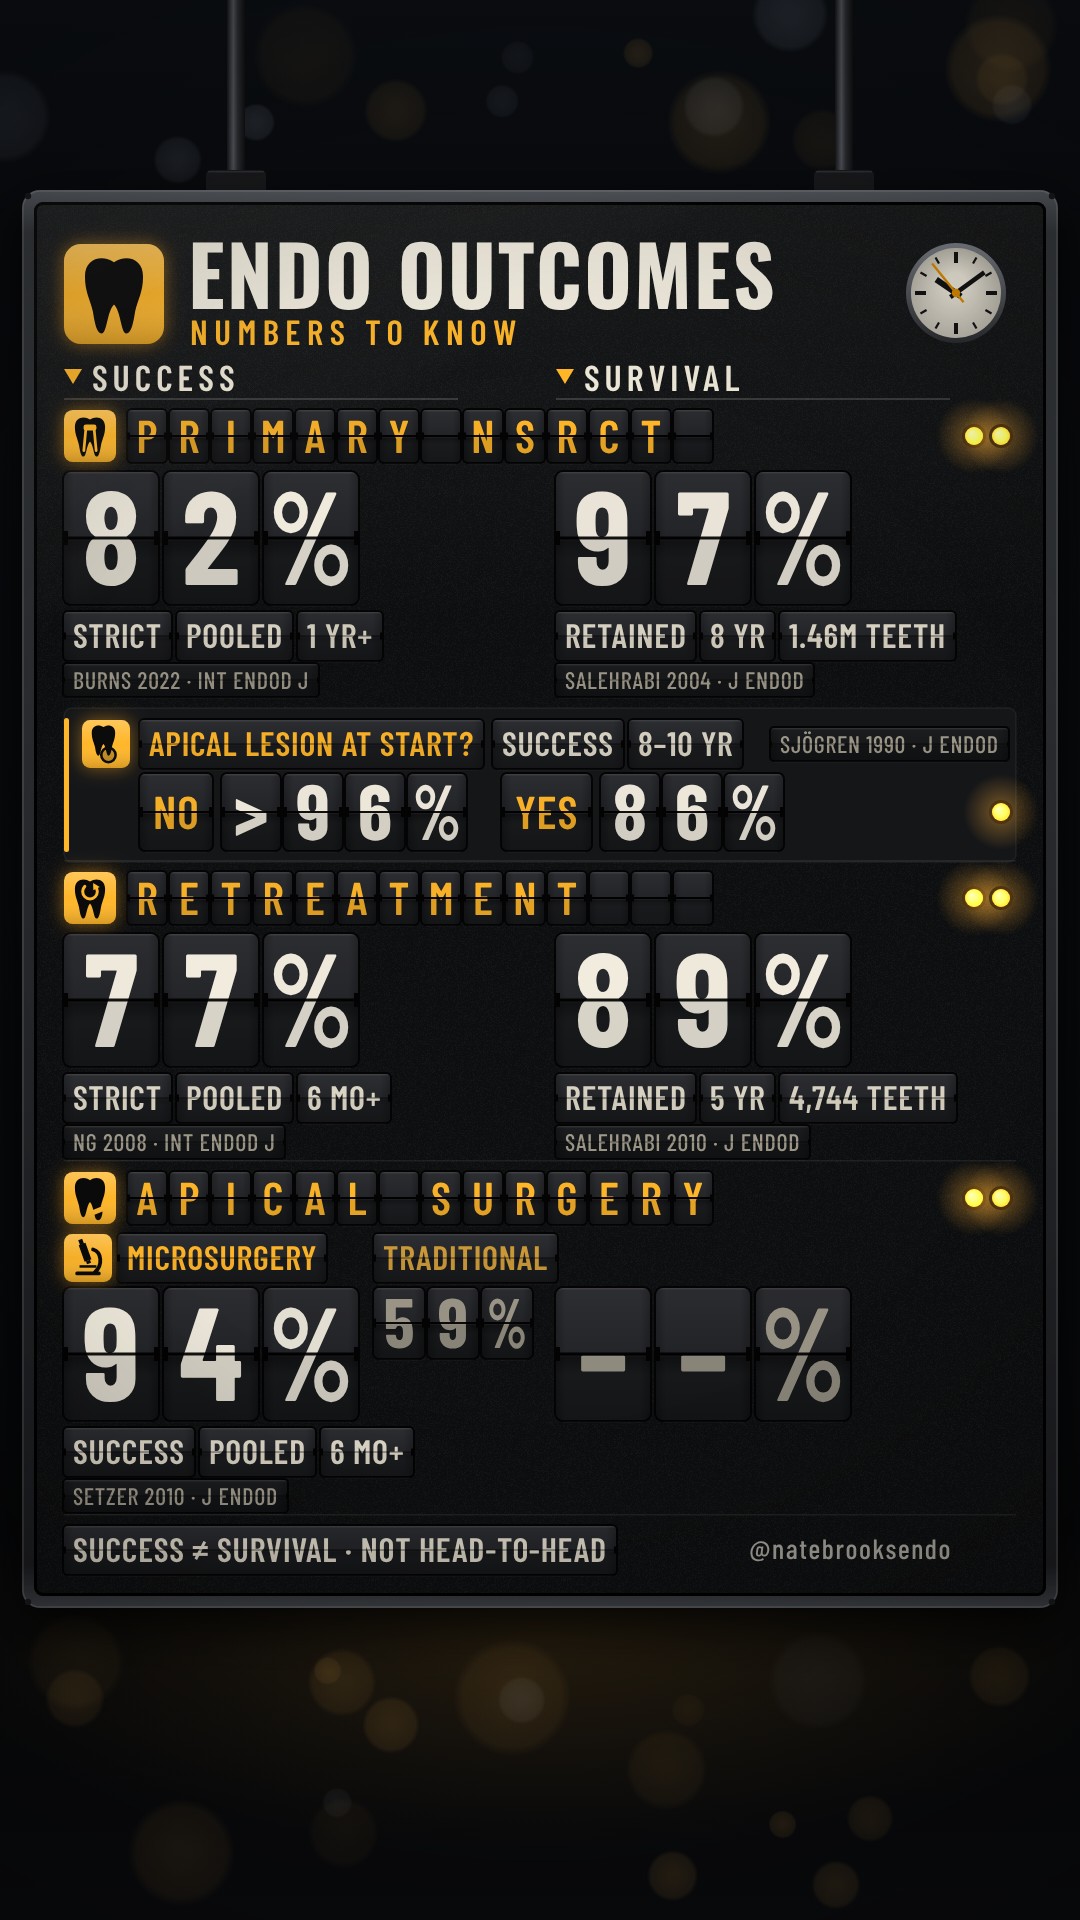 ENDO OUTCOMES
NUMBERS TO KNOW
SUCCESS SURVIVAL
PRIMARY NSRCT
82% 97%
STRICT POOLED 1 YR+ RETAINED 8 YR 1.46M TEETH
BURNS 2022 · INT ENDOD J SALEHRABI 2004 · J ENDOD
APICAL LESION AT START? SUCCESS 8–10 YR SJÖGREN 1990 · J ENDOD
NO >96% YES 86%
RETREATMENT
77% 89%
STRICT POOLED 6 MO+ RETAINED 5 YR 4,744 TEETH
NG 2008 · INT ENDOD J SALEHRABI 2010 · J ENDOD
APICAL SURGERY
MICROSURGERY TRADITIONAL
94% 59% ––%
SUCCESS POOLED 6 MO+
SETZER 2010 · J ENDOD
SUCCESS ≠ SURVIVAL · NOT HEAD-TO-HEAD @natebrooksendo